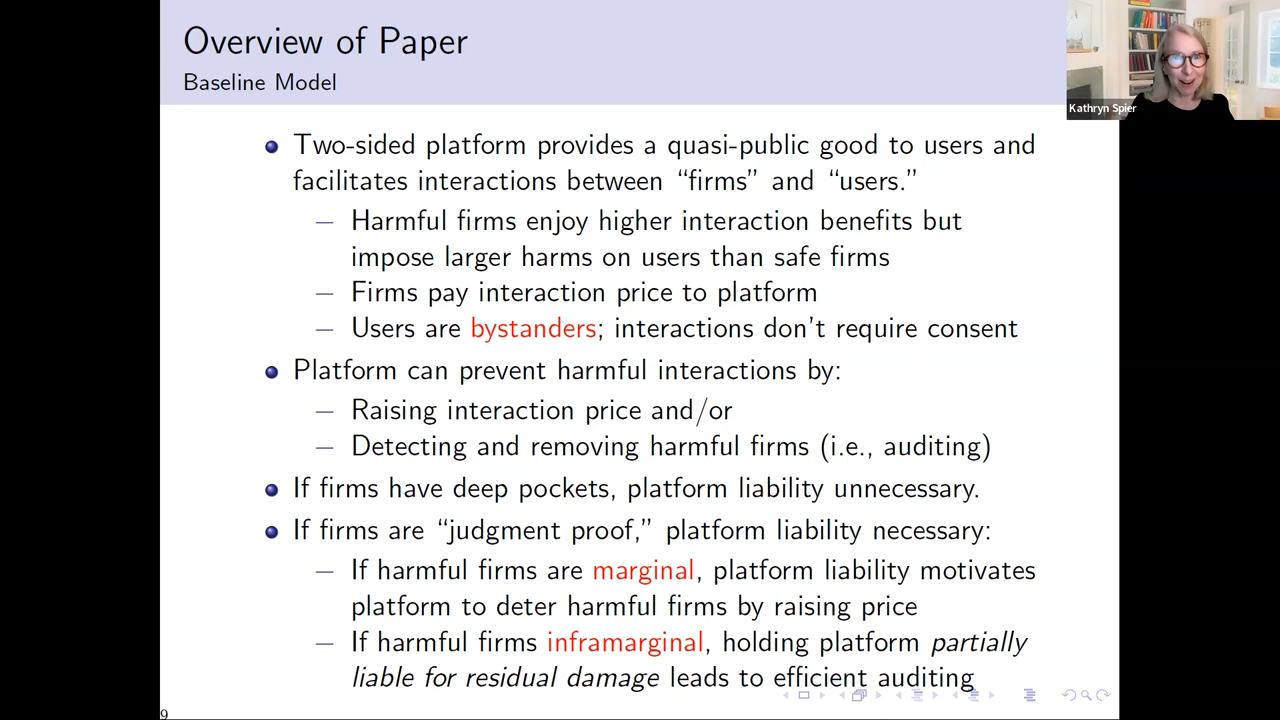 Overview of Paper
Baseline Model
Kathryn Spier
Two-sided platform provides a quasi-public good to users and
facilitates interactions between “firms” and “users.”
— Harmful firms enjoy higher interaction benefits but
impose larger harms on users than safe firms
— Firms pay interaction price to platform
— Users are bystanders; interactions don't require consent
Platform can prevent harmful interactions by:
— Raising interaction price and/or
— Detecting and removing harmful firms (i.e., auditing)
If firms have deep pockets, platform liability unnecessary.
If firms are “judgment proof,” platform liability necessary:
— If harmful firms are marginal, platform liability motivates
platform to deter harmful firms by raising price
— If harmful firms inframarginal, holding platform partially
liable for residual damage leads to efficient auditing
9